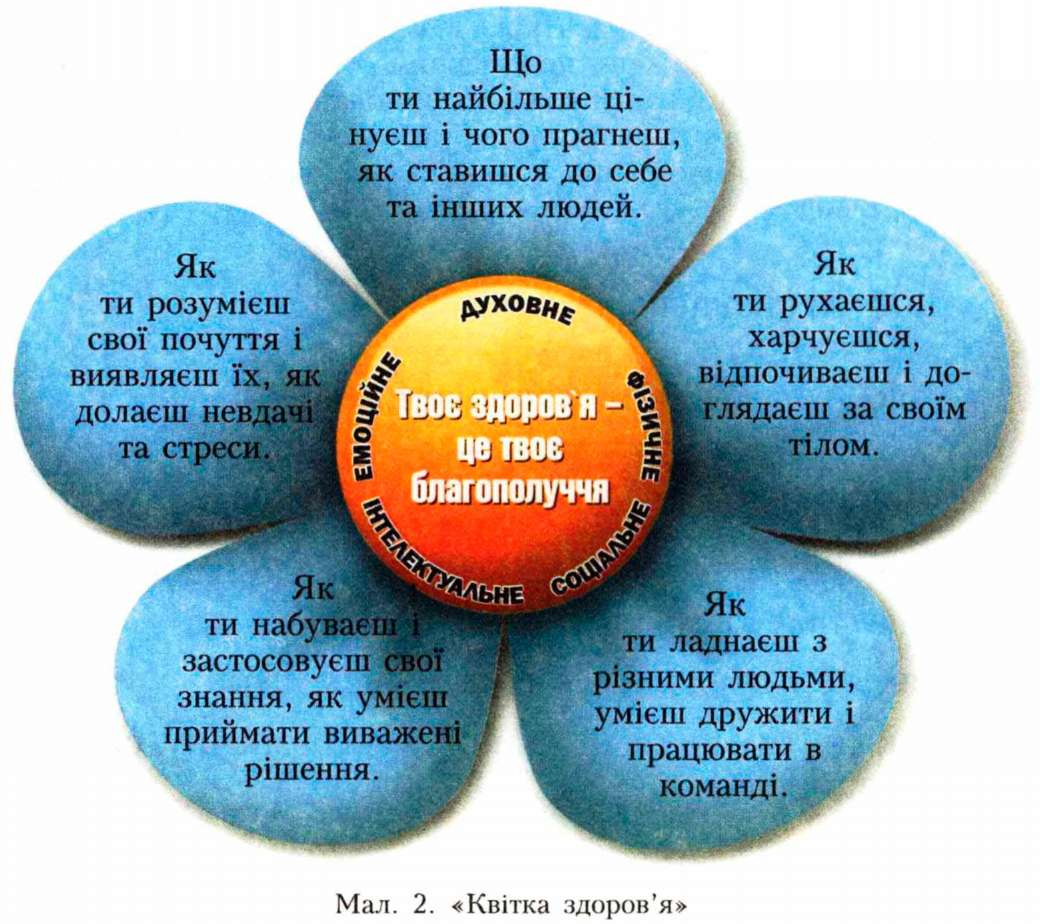 Що
ти найбільше ці-
нуєш і чого прагнеш,
як ставишся до себе
та інших людей.
Як
ти розумієш
свої почуття і
виявляєш їх, як
долаєш невдачі
та стреси.
Як
ти рухаєшся,
харчуєшся,
відпочиваєш і до-
глядаєш за своїм
тілом.
ДУХОВНЕ
ЕМОЦІЙНЕ
ФІЗИЧНЕ
Твоє здоров`я –
це твоє
благополуччя
ІНТЕЛЕКТУАЛЬНЕ
СОЦІАЛЬНЕ
Як
ти набуваєш і
застосовуєш свої
знання, як умієш
приймати виважені
рішення.
Як
ти ладнаєш з
різними людьми,
умієш дружити і
працювати в
команді.
Мал. 2. «Квітка здоров’я»